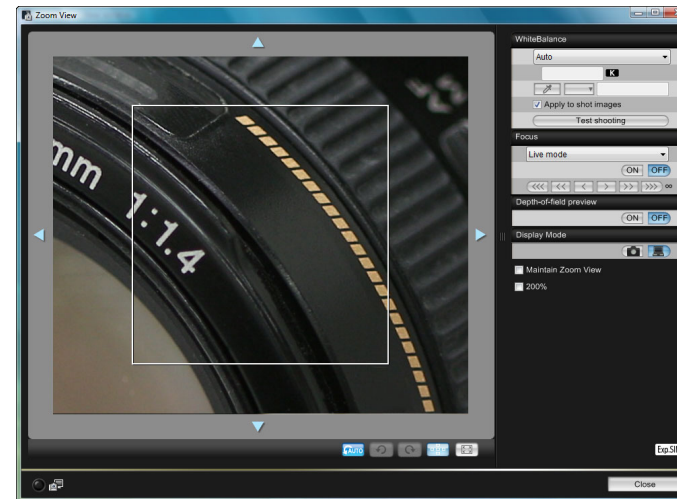 Zoom View
WhiteBalance
Auto
K
Apply to shot images
Test shooting
Focus
Live mode
ON OFF
<<< << < > >> >>> ∞
Depth-of-field preview
ON OFF
Display Mode
Maintain Zoom View
200%
mm 1:1.4
AUTO
Exp.SI
Close